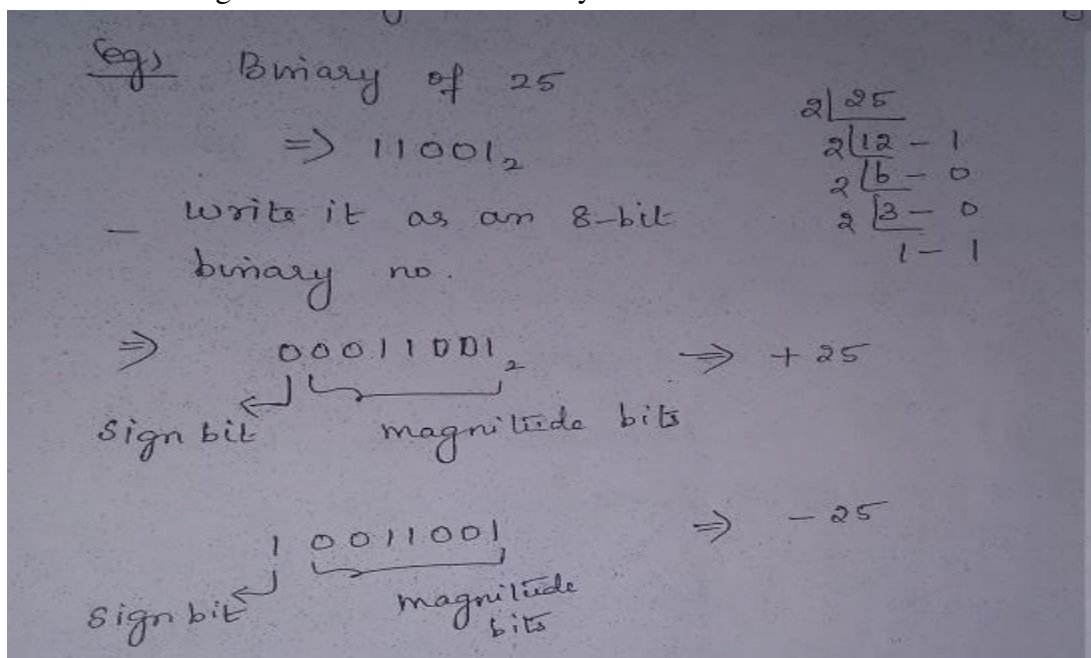 (eg) Binary of 25
⇒ 11001₂
2|25
2|12 - 1
2|6 - 0
2|3 - 0
1 - 1
- Write it as an 8-bit
binary no.
⇒ 00011001₂ ⇒ +25
Sign bit magnitude bits
1 0011001 ⇒ -25
Sign bit magnitude
bits